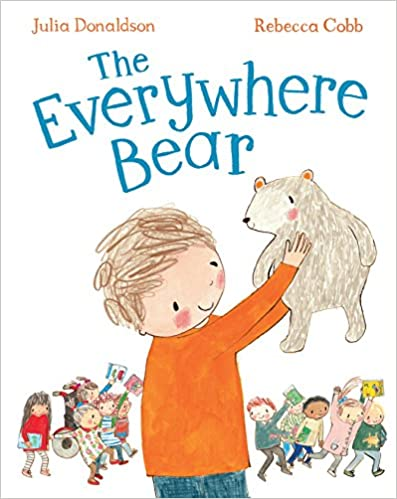 Julia Donaldson
Rebecca Cobb
The
Everywhere
Bear